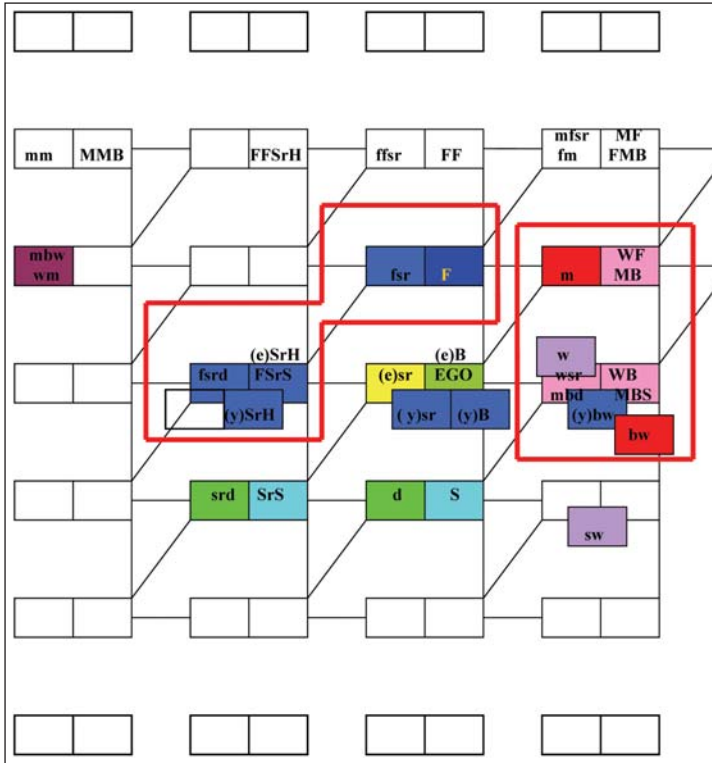 mm MMB FFSrH ffsr FF mfsr MF
fm FMB
mbw
wm fsr F m WF
MB
(e)SrH (e)B w
fsrd FSrS (e)sr EGO wsr WB
mbd MBS
(y)SrH ( y)sr (y)B (y)bw
bw
srd SrS d S
sw